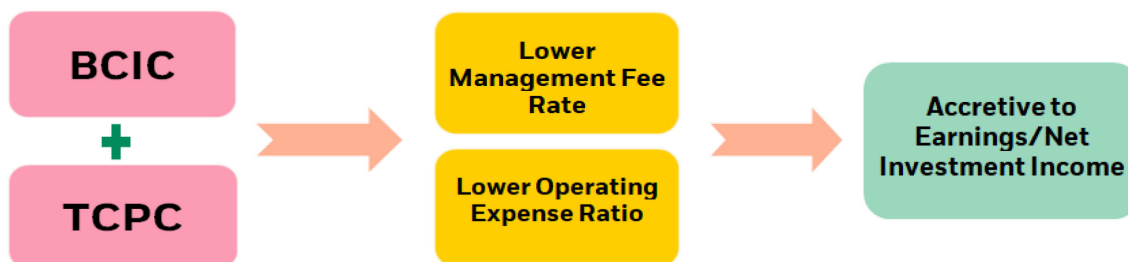 BCIC
+
TCPC
Lower
Management Fee
Rate
Lower Operating
Expense Ratio
Accretive to
Earnings/Net
Investment Income